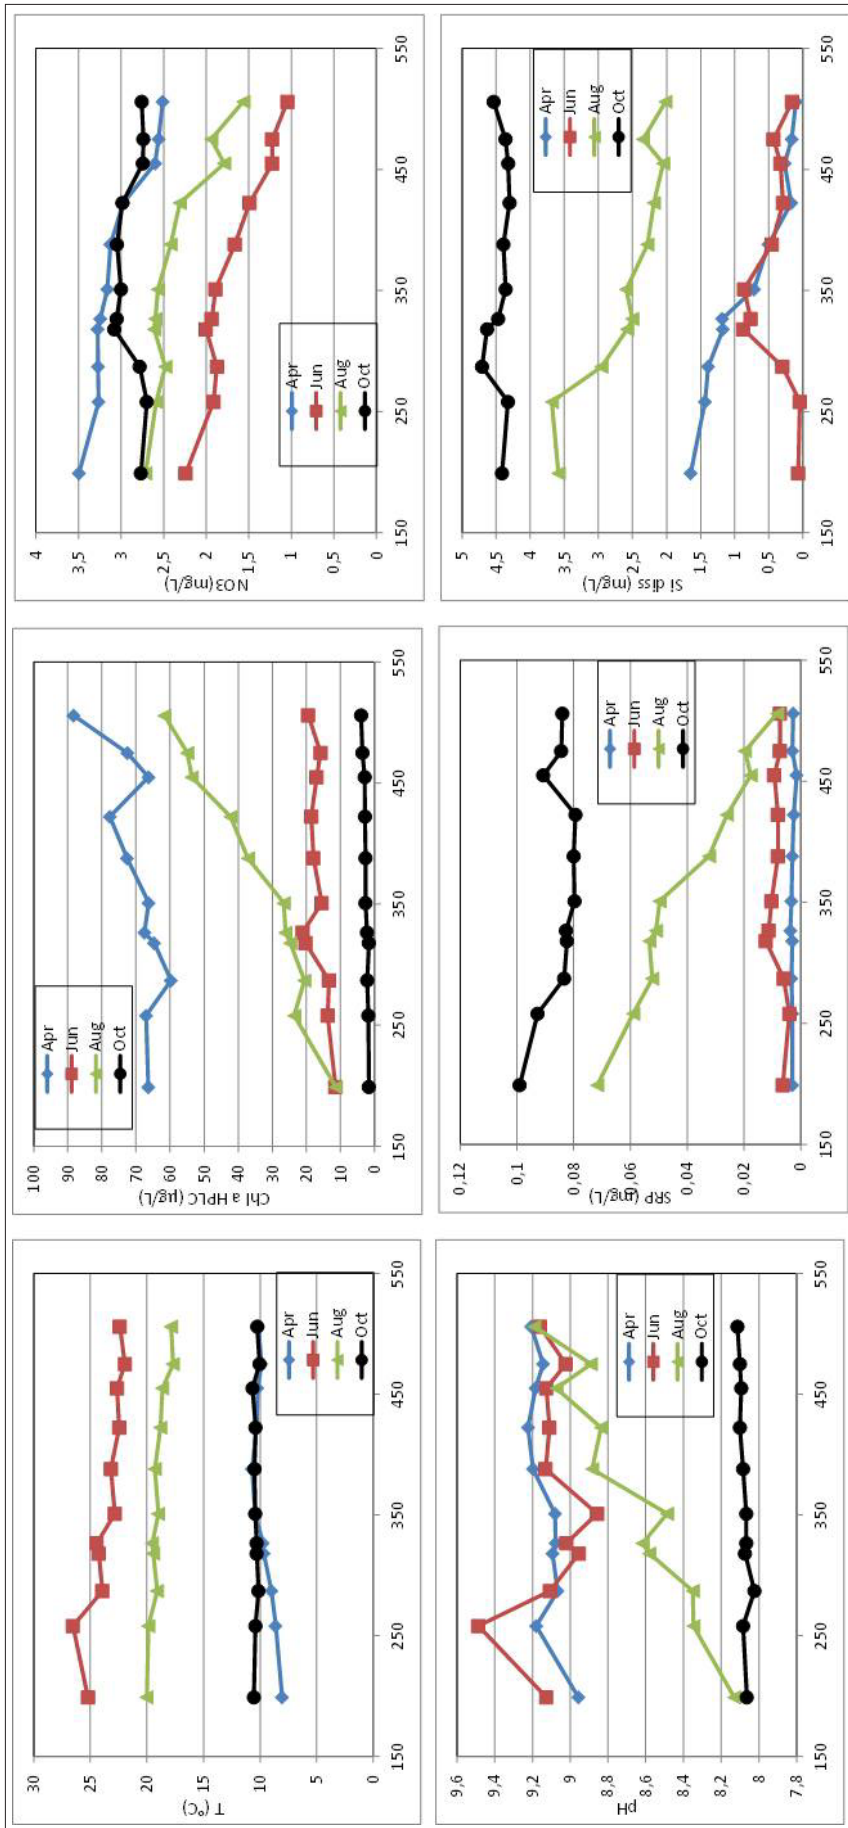 T (°C)
30
25
20
15
10
5
0
150
250
350
450
550
Apr
Jun
Aug
Oct
Chl a HPLC (µg/L)
100
90
80
70
60
50
40
30
20
10
0
150
250
350
450
550
Apr
Jun
Aug
Oct
NO3 (mg/L)
4
3,5
3
2,5
2
1,5
1
0,5
0
150
250
350
450
550
Apr
Jun
Aug
Oct
pH
9,6
9,4
9,2
9
8,8
8,6
8,4
8,2
8
7,8
150
250
350
450
550
Apr
Jun
Aug
Oct
SRP (mg/L)
0,12
0,1
0,08
0,06
0,04
0,02
0
150
250
350
450
550
Apr
Jun
Aug
Oct
Si diss (mg/L)
5
4,5
4
3,5
3
2,5
2
1,5
1
0,5
0
150
250
350
450
550
Apr
Jun
Aug
Oct